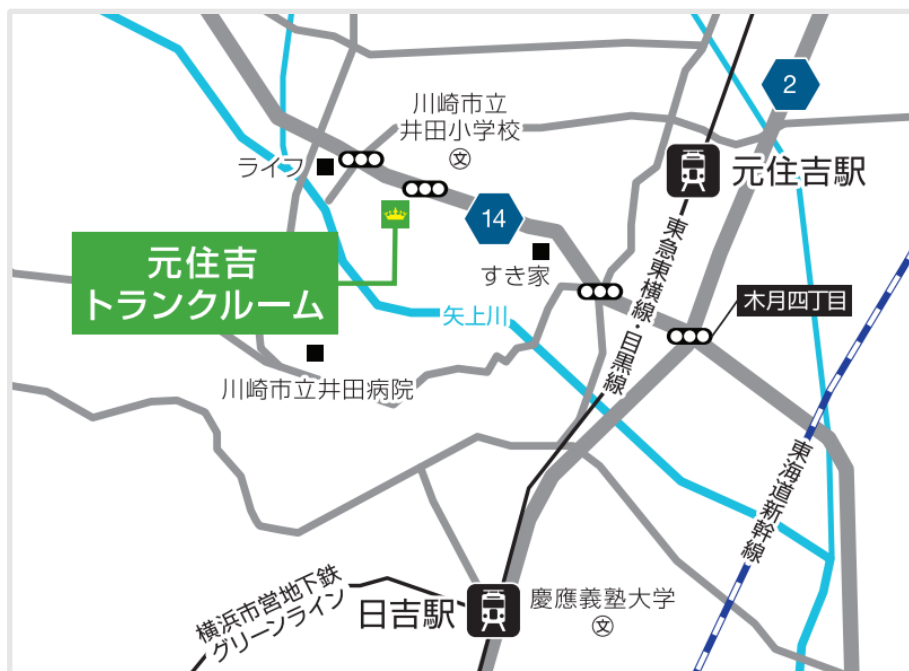 2
川崎市立
井田小学校
文
ライフ
元住吉駅
14
元住吉
トランクルーム
すき家
東急東横線・目黒線
木月四丁目
矢上川
川崎市立井田病院
東海道新幹線
横浜市営地下鉄
グリーンライン
日吉駅
慶應義塾大学
文